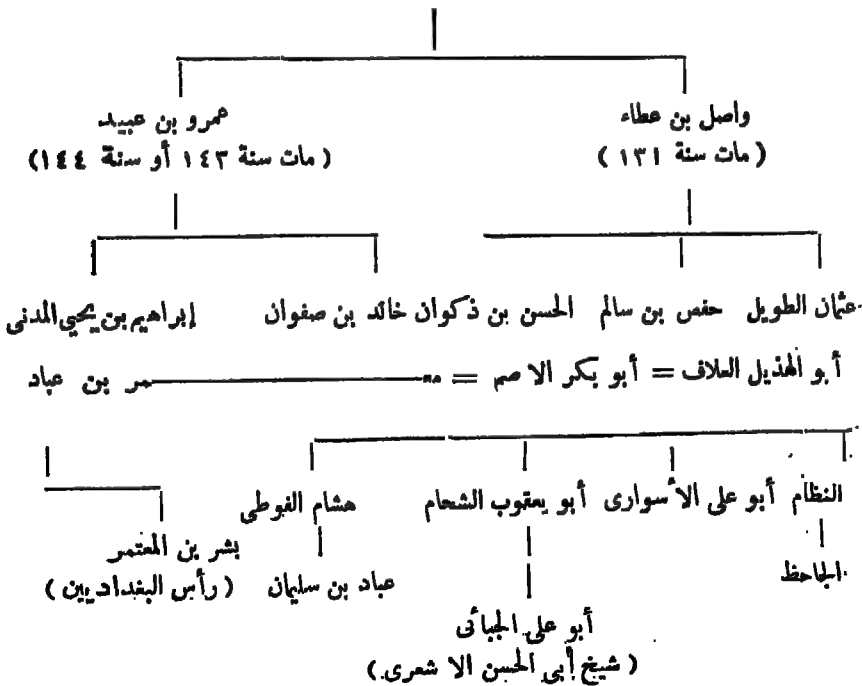 واصل بن عطاء عمرو بن عبيد
(مات سنة ١٣١) (مات سنة ١٤٣ أو سنة ١٤٤)
عثمان الطويل حفص بن سالم الحسن بن ذكوان خالد بن صفوان إبراهيم بن يحيى المدنى
أبو الهذيل العلاف = أبو بكر الاصم = معمر بن عباد
النظام أبو على الأسوارى أبو يعقوب الشحام هشام الفوطى
بشر بن المعتمر
الجاحظ عباد بن سليمان (رأس البغداديين)
أبو على الجبائى
(شيخ أبى الحسن الاشعرى)